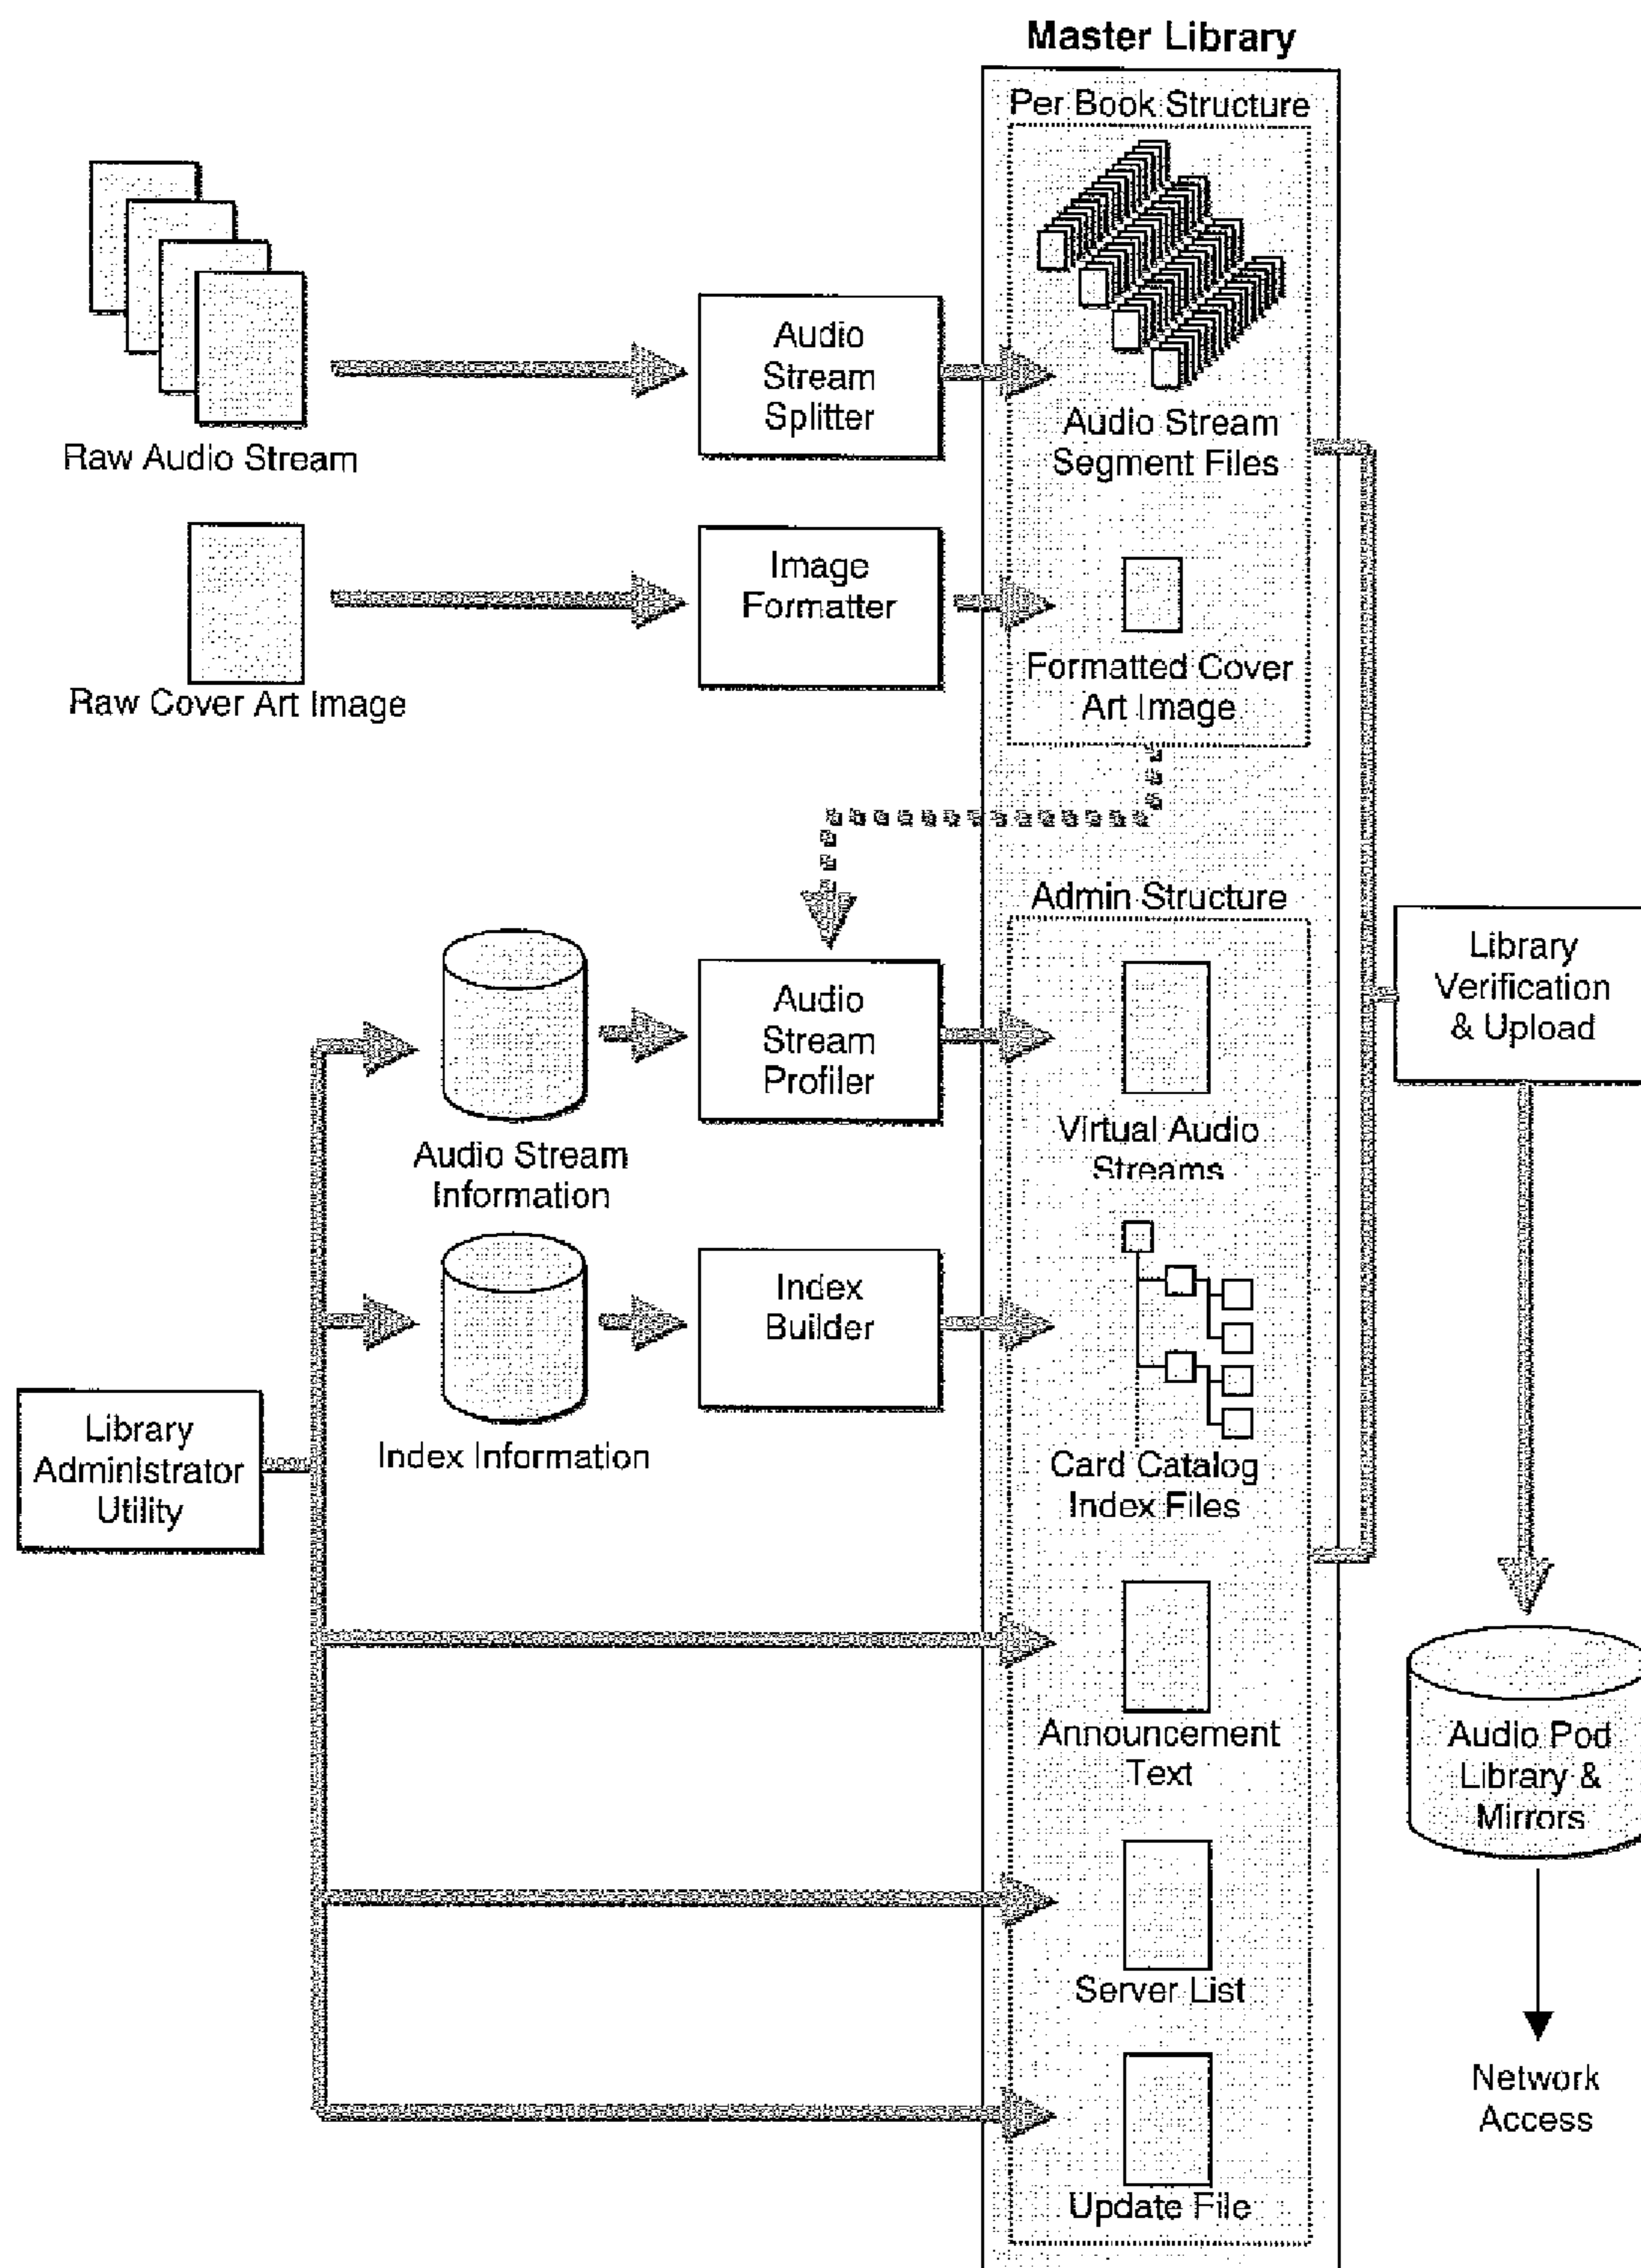 Master Library
Per Book Structure
Raw Audio Stream
Audio
Stream
Splitter
Audio Stream
Segment Files
Raw Cover Art Image
Image
Formatter
Formatted Cover
Art Image
Admin Structure
Audio Stream
Information
Audio
Stream
Profiler
Virtual Audio
Streams
Library
Verification
& Upload
Index Information
Index
Builder
Card Catalog
Index Files
Library
Administrator
Utility
Announcement
Text
Audio Pod
Library &
Mirrors
Server List
Network
Access
Update File